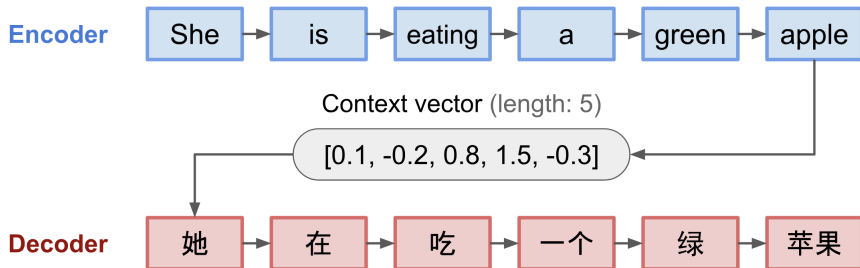 Encoder She is eating a green apple
Context vector (length: 5)
[0.1, -0.2, 0.8, 1.5, -0.3]
Decoder 她 在 吃 一个 绿 苹果